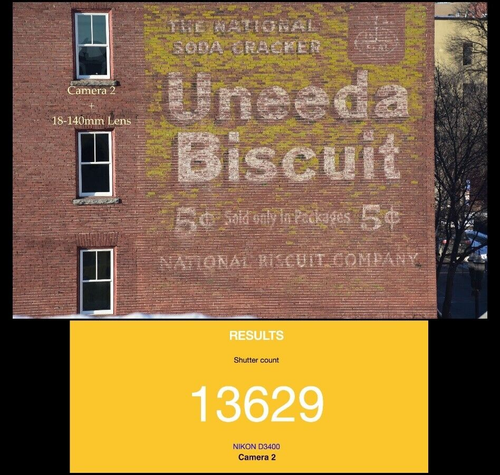 THE NATIONAL
SODA CRACKER
Camera 2
+
18-140mm Lens
Uneeda
Biscuit
5¢ Sold only in Packages 5¢
NATIONAL BISCUIT COMPANY
RESULTS
Shutter count
13629
NIKON D3400
Camera 2